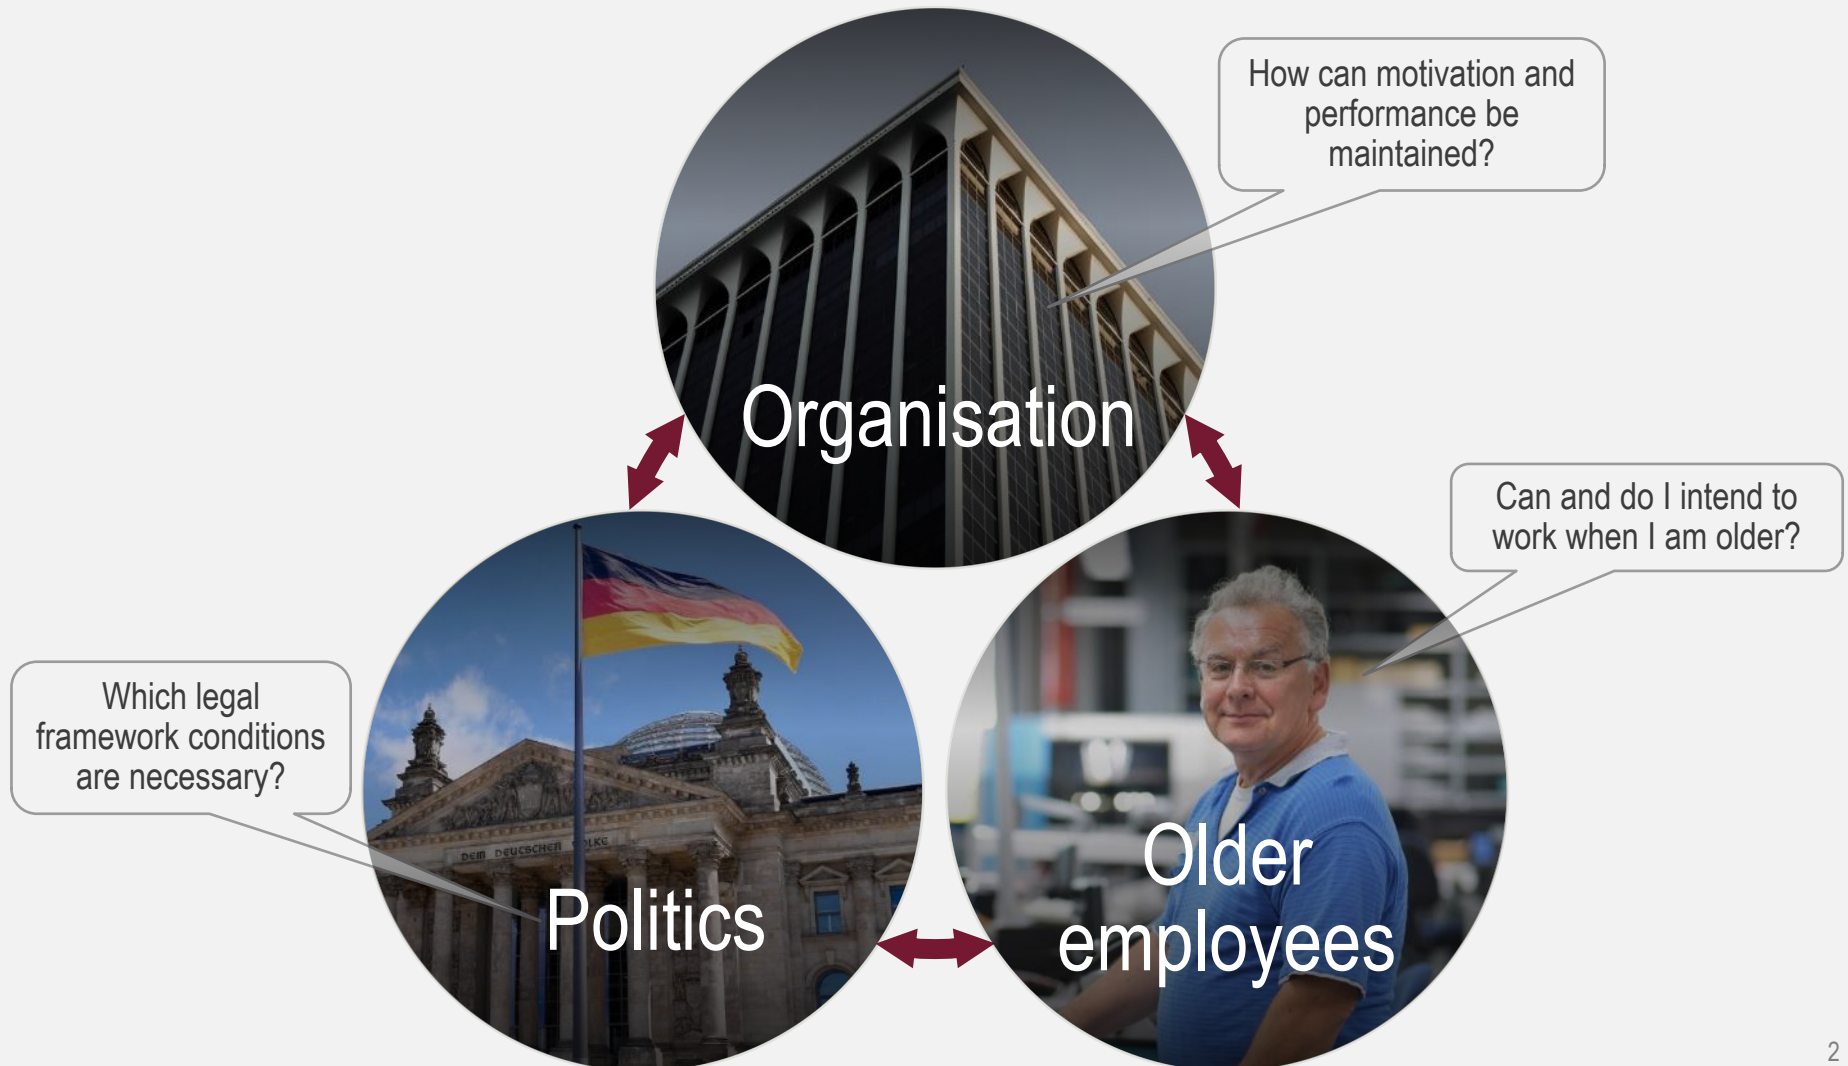 How can motivation and
performance be
maintained?
Organisation
Can and do I intend to
work when I am older?
Which legal
framework conditions
are necessary?
DEM DEUTSCHEN
Politics
Older
employees
2